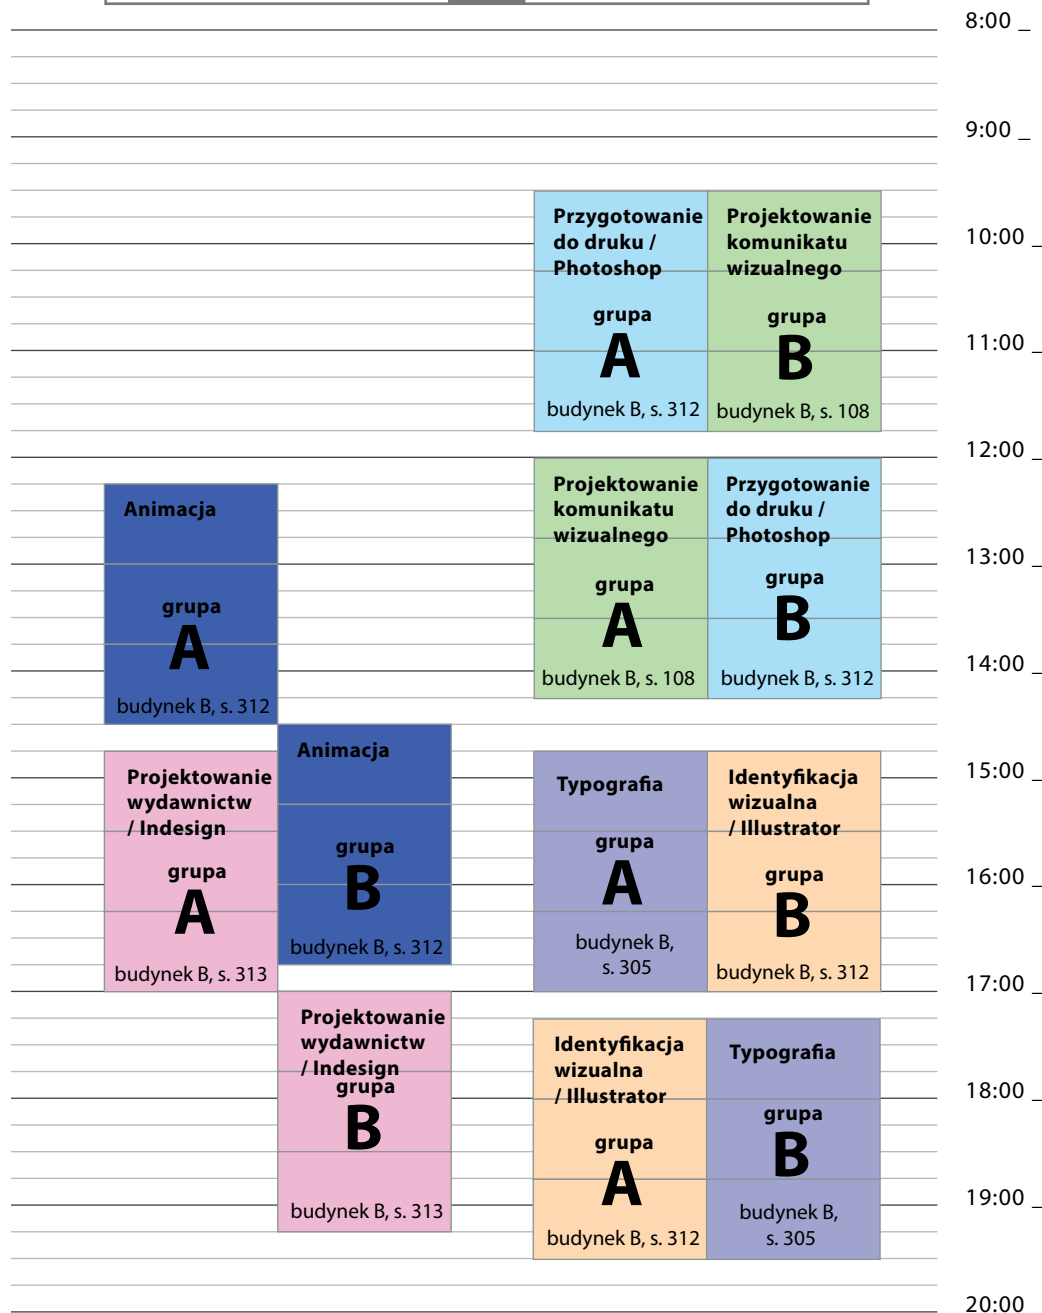 8:00 _
9:00 _
10:00 _
11:00 _
12:00 _
13:00 _
14:00 _
15:00 _
16:00 _
17:00 _
18:00 _
19:00 _
20:00
Animacja
grupa
A
budynek B, s. 312
Projektowanie
wydawnictw
/ Indesign
grupa
A
budynek B, s. 313
Animacja
grupa
B
budynek B, s. 312
Projektowanie
wydawnictw
/ Indesign
grupa
B
budynek B, s. 313
Przygotowanie
do druku /
Photoshop
grupa
A
budynek B, s. 312
Projektowanie
komunikatu
wizualnego
grupa
B
budynek B, s. 108
Projektowanie
komunikatu
wizualnego
grupa
A
budynek B, s. 108
Przygotowanie
do druku /
Photoshop
grupa
B
budynek B, s. 312
Typografia
grupa
A
budynek B,
s. 305
Identyfikacja
wizualna
/ Illustrator
grupa
B
budynek B, s. 312
Identyfikacja
wizualna
/ Illustrator
grupa
A
budynek B, s. 312
Typografia
grupa
B
budynek B,
s. 305